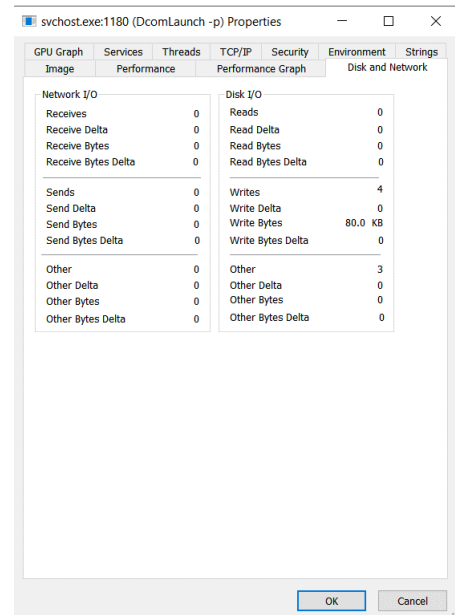 svchost.exe:1180 (DcomLaunch -p) Properties
GPU Graph Services Threads TCP/IP Security Environment Strings
Image Performance Performance Graph Disk and Network
Network I/O
Receives 0
Receive Delta 0
Receive Bytes 0
Receive Bytes Delta 0
Sends 0
Send Delta 0
Send Bytes 0
Send Bytes Delta 0
Other 0
Other Delta 0
Other Bytes 0
Other Bytes Delta 0
Disk I/O
Reads 0
Read Delta 0
Read Bytes 0
Read Bytes Delta 0
Writes 4
Write Delta 0
Write Bytes 80.0 KB
Write Bytes Delta 0
Other 3
Other Delta 0
Other Bytes 0
Other Bytes Delta 0
OK Cancel